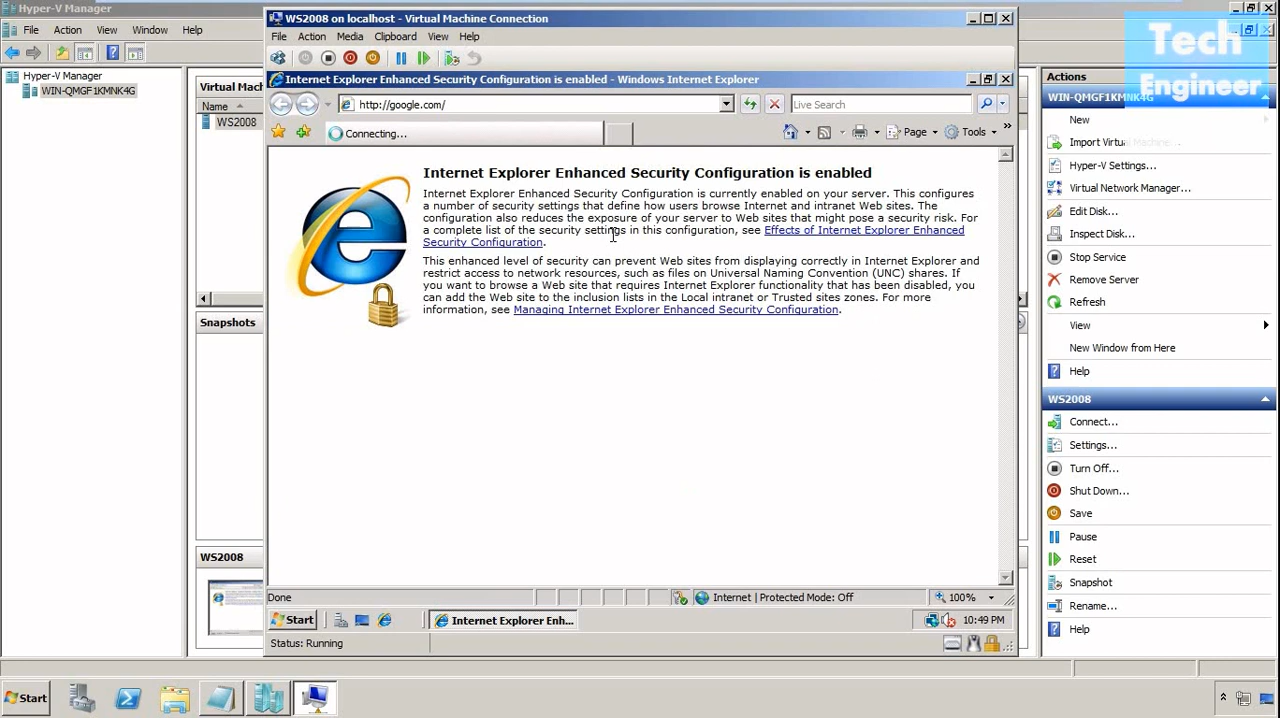 Hyper-V Manager
File Action View Window Help
Hyper-V Manager
WIN-QMGF1KMNK4G
Name
WS2008
Snapshots
WS2008
WS2008 on localhost - Virtual Machine Connection
File Action Media Clipboard View Help
Internet Explorer Enhanced Security Configuration is enabled - Windows Internet Explorer
http://google.com/
Live Search
Connecting...
Page
Tools
Internet Explorer Enhanced Security Configuration is enabled
Internet Explorer Enhanced Security Configuration is currently enabled on your server. This configures
a number of security settings that define how users browse Internet and intranet Web sites. The
configuration also reduces the exposure of your server to Web sites that might pose a security risk. For
a complete list of the security settings in this configuration, see Effects of Internet Explorer Enhanced
Security Configuration.
This enhanced level of security can prevent Web sites from displaying correctly in Internet Explorer and
restrict access to network resources, such as files on Universal Naming Convention (UNC) shares. If
you want to browse a Web site that requires Internet Explorer functionality that has been disabled, you
can add the Web site to the inclusion lists in the Local intranet or Trusted sites zones. For more
information, see Managing Internet Explorer Enhanced Security Configuration.
Done
Internet | Protected Mode: Off
100%
Start
Internet Explorer Enh...
10:49 PM
Status: Running
Tech
Engineer
Actions
WIN-QMGF1KMNK4G
New
Import Virtual Machine...
Hyper-V Settings...
Virtual Network Manager...
Edit Disk...
Inspect Disk...
Stop Service
Remove Server
Refresh
View
New Window from Here
Help
WS2008
Connect...
Settings...
Turn Off...
Shut Down...
Save
Pause
Reset
Snapshot
Rename...
Help
Start